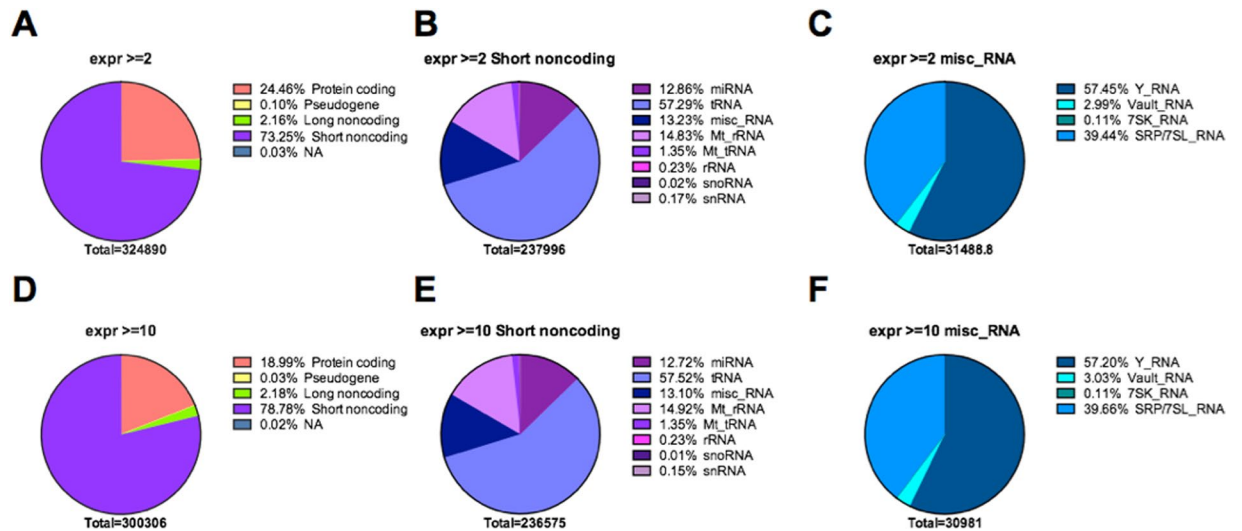 A
expr >=2
24.46% Protein coding
0.10% Pseudogene
2.16% Long noncoding
73.25% Short noncoding
0.03% NA
Total=324890
B
expr >=2 Short noncoding
12.86% miRNA
57.29% tRNA
13.23% misc_RNA
14.83% Mt_rRNA
1.35% Mt_tRNA
0.23% rRNA
0.02% snoRNA
0.17% snRNA
Total=237996
C
expr >=2 misc_RNA
57.45% Y_RNA
2.99% Vault_RNA
0.11% 7SK_RNA
39.44% SRP/7SL_RNA
Total=31488.8
D
expr >=10
18.99% Protein coding
0.03% Pseudogene
2.18% Long noncoding
78.78% Short noncoding
0.02% NA
Total=300306
E
expr >=10 Short noncoding
12.72% miRNA
57.52% tRNA
13.10% misc_RNA
14.92% Mt_rRNA
1.35% Mt_tRNA
0.23% rRNA
0.01% snoRNA
0.15% snRNA
Total=236575
F
expr >=10 misc_RNA
57.20% Y_RNA
3.03% Vault_RNA
0.11% 7SK_RNA
39.66% SRP/7SL_RNA
Total=30981